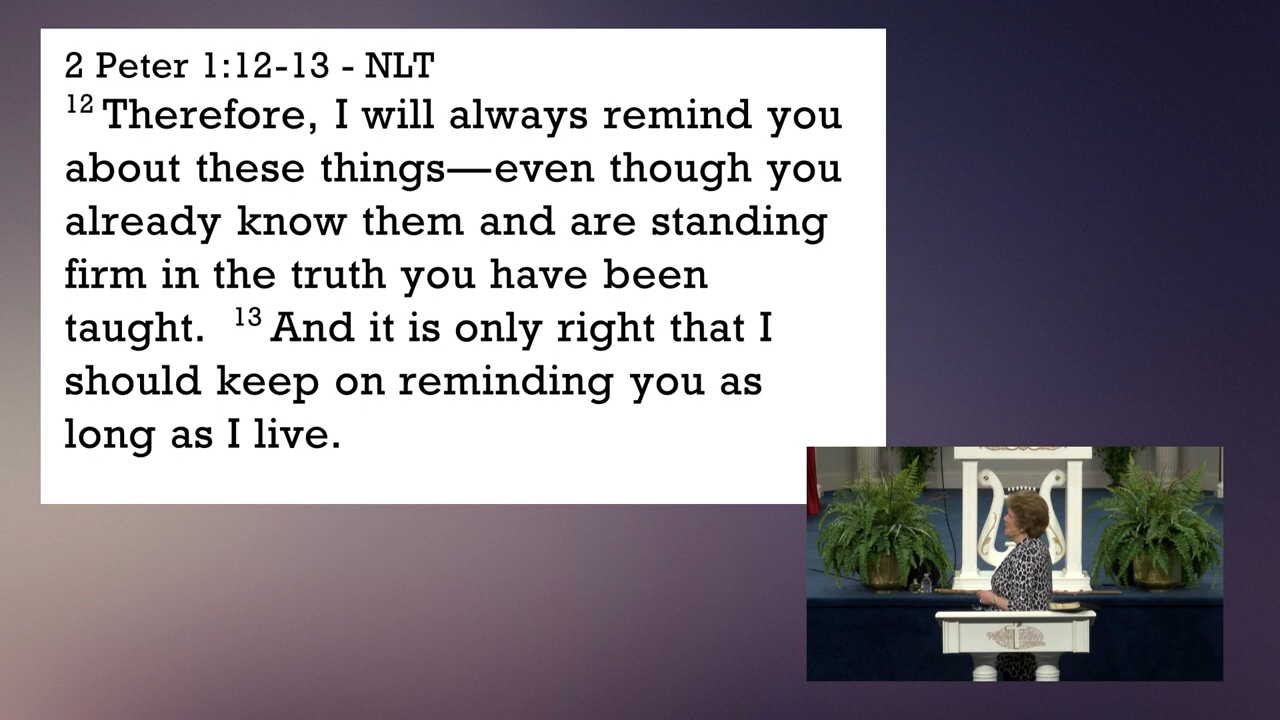 2 Peter 1:12-13 - NLT
12 Therefore, I will always remind you
about these things—even though you
already know them and are standing
firm in the truth you have been
taught. 13 And it is only right that I
should keep on reminding you as
long as I live.